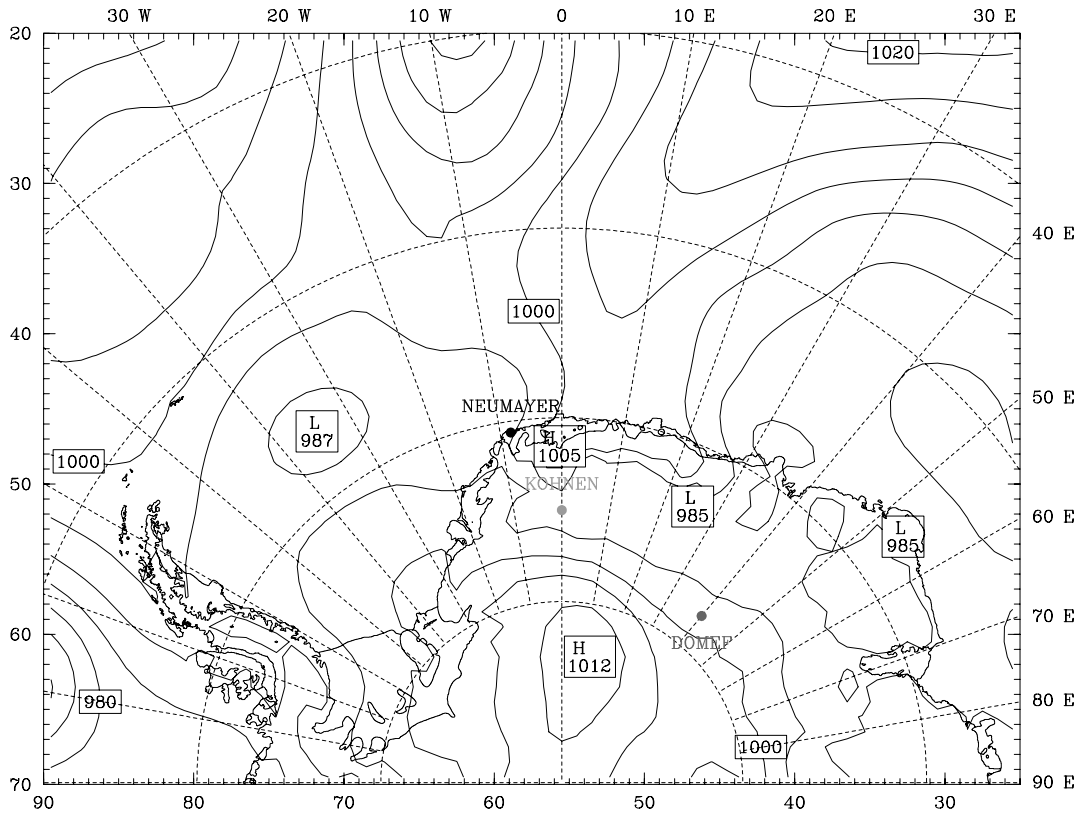 30 W 20 W 10 W 0 10 E 20 E 30 E
20
1020
30
40 E
1000
40
50 E
NEUMAYER
L
987
H
1005
1000
KOHNEN
50
L
985
60 E
L
985
60
70 E
DOMEF
H
1012
980
80 E
1000
70
90 E
90 80 70 60 50 40 30